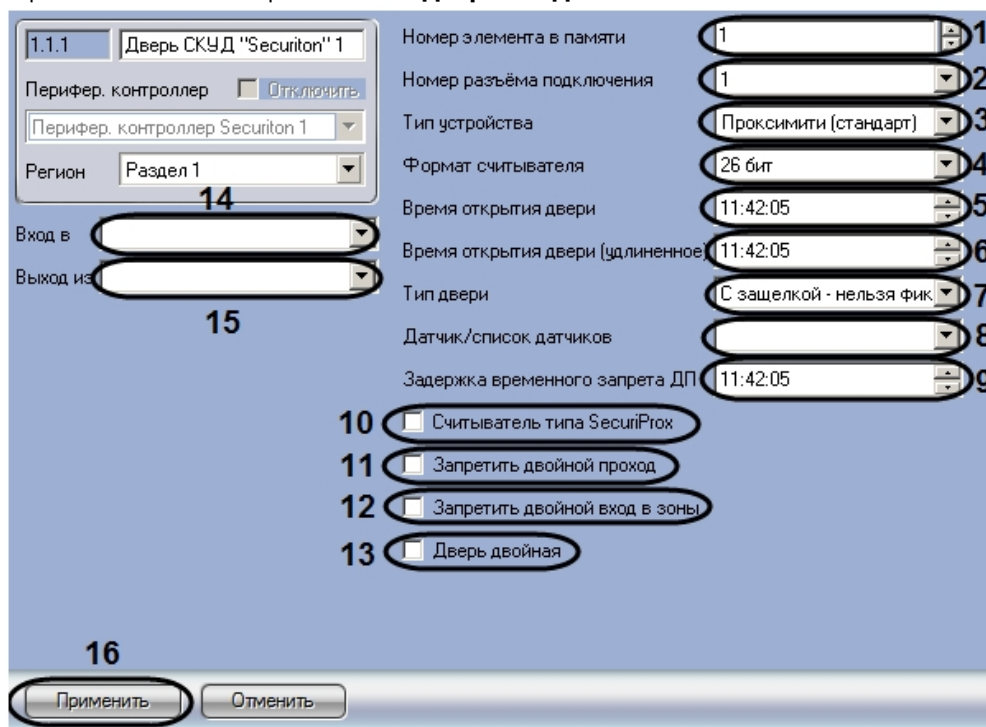 1.1.1 Дверь СКУД "Securiton" 1
Перифер. контроллер Отключить
Перифер. контроллер Securiton 1
Регион Раздел 1
14
Вход в
Выход из
15
Номер элемента в памяти 1 1
Номер разъёма подключения 1 2
Тип устройства Проксимити (стандарт) 3
Формат считывателя 26 бит 4
Время открытия двери 11:42:05 5
Время открытия двери (удлиненное) 11:42:05 6
Тип двери С защелкой - нельзя фик 7
Датчик/список датчиков 8
Задержка временного запрета ДП 11:42:05 9
10 Считыватель типа SecuriProx
11 Запретить двойной проход
12 Запретить двойной вход в зоны
13 Дверь двойная
16
Применить Отменить